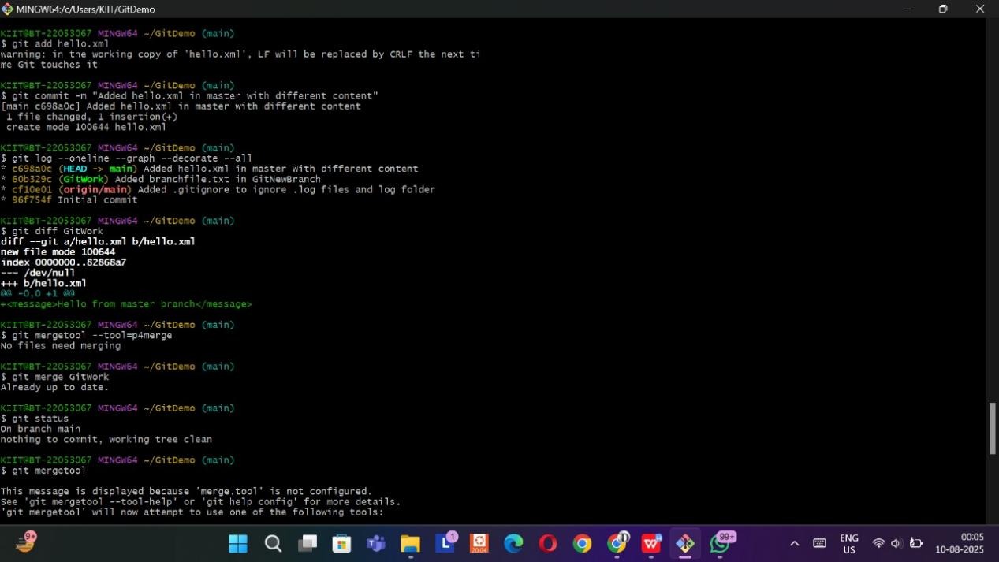 MINGW64:/c/Users/KIIT/GitDemo
KIIT@BT-22053067 MINGW64 ~/GitDemo (main)
$ git add hello.xml
warning: in the working copy of 'hello.xml', LF will be replaced by CRLF the next ti
me Git touches it
KIIT@BT-22053067 MINGW64 ~/GitDemo (main)
$ git commit -m "Added hello.xml in master with different content"
[main c698a0c] Added hello.xml in master with different content
1 file changed, 1 insertion(+)
create mode 100644 hello.xml
KIIT@BT-22053067 MINGW64 ~/GitDemo (main)
$ git log --oneline --graph --decorate --all
* c698a0c (HEAD -> main) Added hello.xml in master with different content
* 60b329c (GitWork) Added branchfile.txt in GitNewBranch
* cf10e01 (origin/main) Added .gitignore to ignore .log files and log folder
* 96f754f Initial commit
KIIT@BT-22053067 MINGW64 ~/GitDemo (main)
$ git diff GitWork
diff --git a/hello.xml b/hello.xml
new file mode 100644
index 0000000..82868a7
--- /dev/null
+++ b/hello.xml
@@ -0,0 +1 @@
+<message>Hello from master branch</message>
KIIT@BT-22053067 MINGW64 ~/GitDemo (main)
$ git mergetool --tool=p4merge
No files need merging
KIIT@BT-22053067 MINGW64 ~/GitDemo (main)
$ git merge GitWork
Already up to date.
KIIT@BT-22053067 MINGW64 ~/GitDemo (main)
$ git status
On branch main
nothing to commit, working tree clean
KIIT@BT-22053067 MINGW64 ~/GitDemo (main)
$ git mergetool
This message is displayed because 'merge.tool' is not configured.
See 'git mergetool --tool-help' or 'git help config' for more details.
'git mergetool' will now attempt to use one of the following tools:
9+
L 1
20.04
W
99+
ENG
US
00:05
10-08-2025